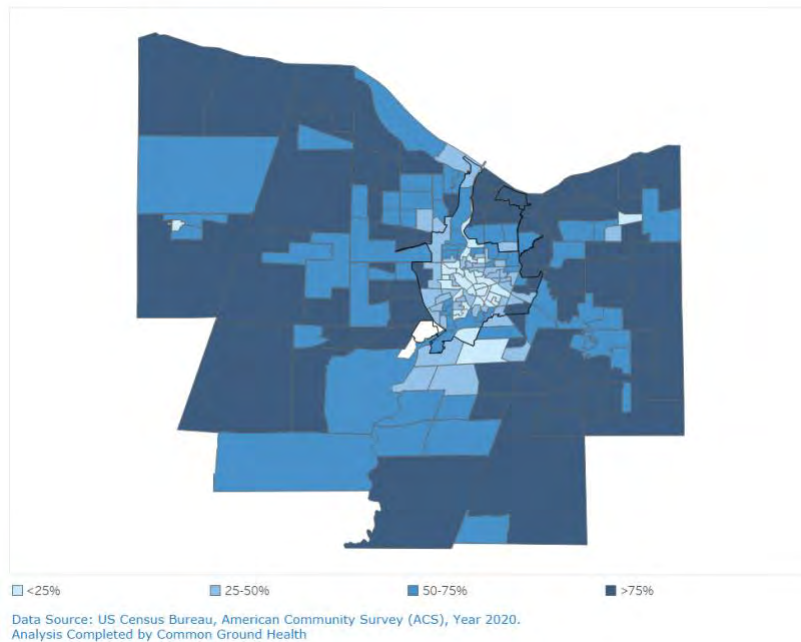 <25% 25-50% 50-75% >75%
Data Source: US Census Bureau, American Community Survey (ACS), Year 2020.
Analysis Completed by Common Ground Health